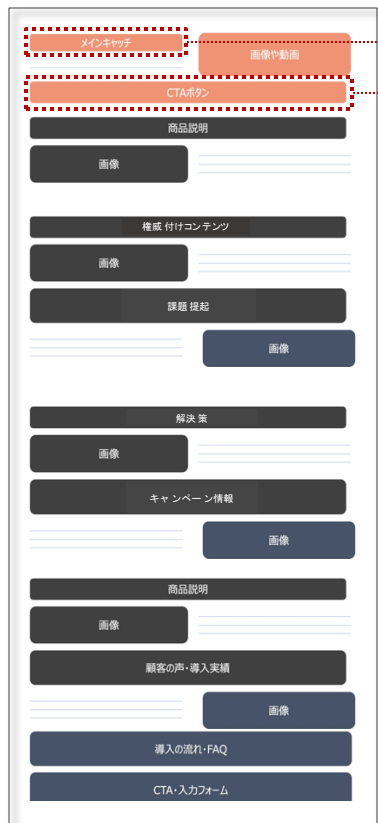 メインキャッチ
画像や動画
CTAボタン
商品説明
画像
権威付けコンテンツ
画像
課題提起
画像
解決策
画像
キャンペーン情報
画像
商品説明
画像
顧客の声・導入実績
画像
導入の流れ・FAQ
CTA・入力フォーム